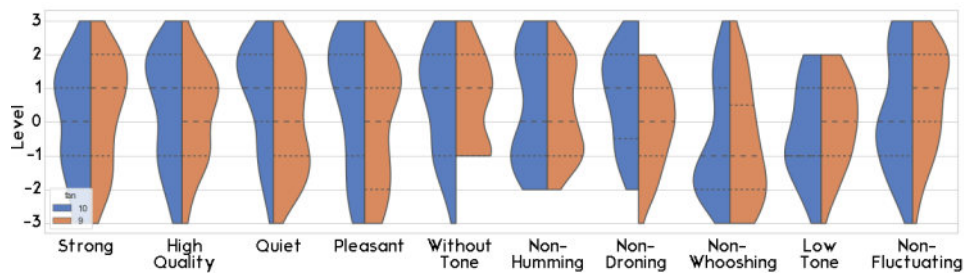 3
2
1
0
-1
-2
-3
Level
fan
10
9
Strong
High Quality
Quiet
Pleasant
Without Tone
Non-Humming
Non-Droning
Non-Whooshing
Low Tone
Non-Fluctuating